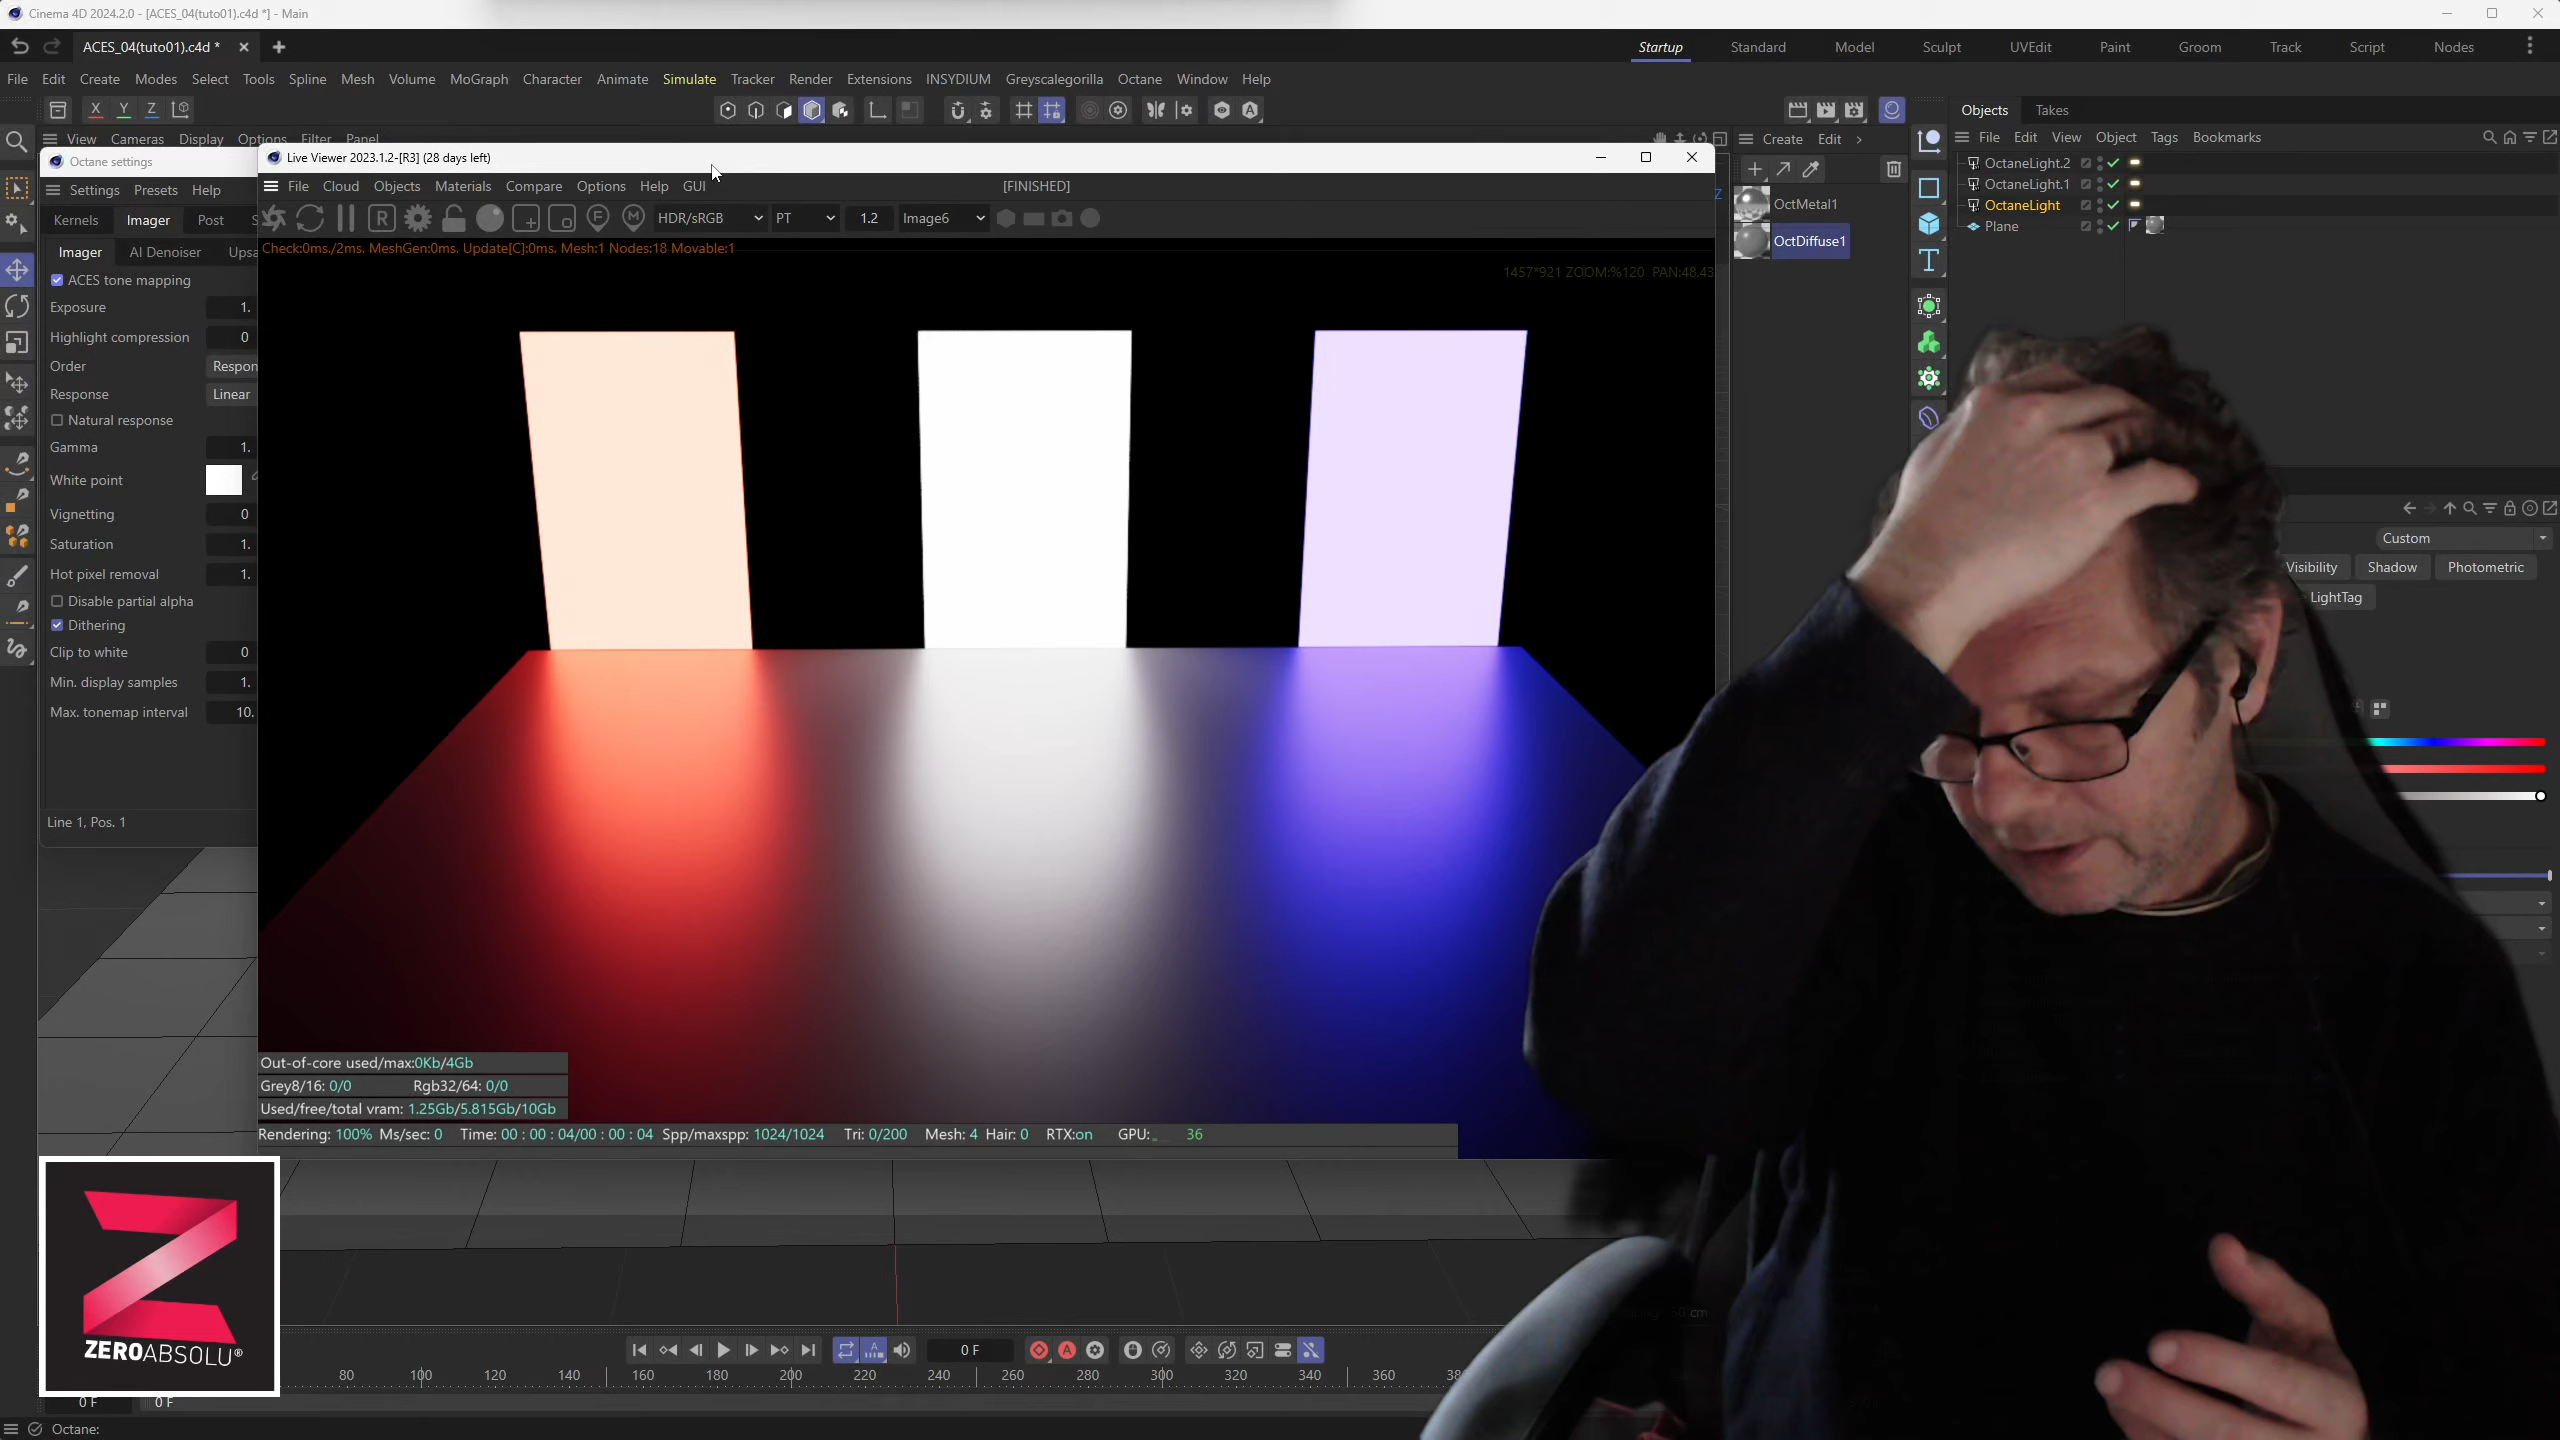 Cinema 4D 2024.2.0 - [ACES_04(tuto01).c4d *] - Main
ACES_04(tuto01).c4d *
Startup Standard Model Sculpt UVEdit Paint Groom Track Script Nodes
File Edit Create Modes Select Tools Spline Mesh Volume MoGraph Character Animate Simulate Tracker Render Extensions INSYDIUM Greyscalegorilla Octane Window Help
X Y Z
Objects Takes
View Cameras Display Options Filter Panel
Create Edit
File Edit View Object Tags Bookmarks
Octane settings
Live Viewer 2023.1.2-[R3] (28 days left)
OctaneLight.2
OctaneLight.1
OctaneLight
Plane
Settings Presets Help
File Cloud Objects Materials Compare Options Help GUI [FINISHED]
Z
OctMetal1
OctDiffuse1
Kernels Imager Post
HDR/sRGB PT 1.2 Image6
Imager AI Denoiser Upsa
Check:0ms./2ms. MeshGen:0ms. Update[C]:0ms. Mesh:1 Nodes:18 Movable:1
1457*921 ZOOM:%120 PAN:48.43
ACES tone mapping
Exposure 1.
Highlight compression 0
Order Respon
Response Linear
Natural response
Gamma 1.
White point
Vignetting 0
Saturation 1.
Hot pixel removal 1.
Disable partial alpha
Dithering
Clip to white 0
Min. display samples 1.
Max. tonemap interval 10.
Line 1, Pos. 1
Custom
Visibility Shadow Photometric
LightTag
Out-of-core used/max:0Kb/4Gb
Grey8/16: 0/0 Rgb32/64: 0/0
Used/free/total vram: 1.25Gb/5.815Gb/10Gb
Rendering: 100% Ms/sec: 0 Time: 00 : 00 : 04/00 : 00 : 04 Spp/maxspp: 1024/1024 Tri: 0/200 Mesh: 4 Hair: 0 RTX:on GPU: 36
cm
ZEROABSOLU®
0 F
80 100 120 140 160 180 200 220 240 260 280 300 320 340 360
0 F 0 F
Octane: